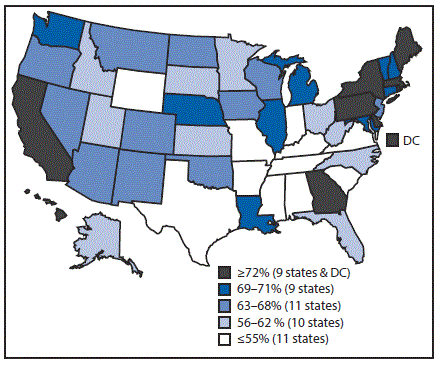 DC
≥72% (9 states & DC)
69–71% (9 states)
63–68% (11 states)
56–62 % (10 states)
≤55% (11 states)